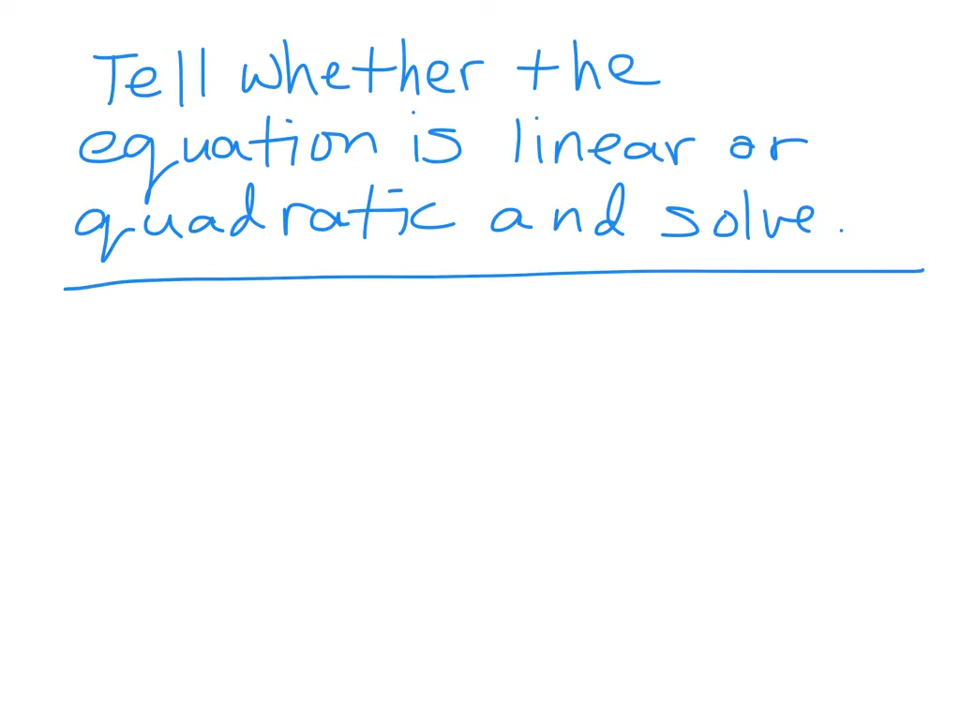 Tell whether the
equation is linear or
quadratic and solve.